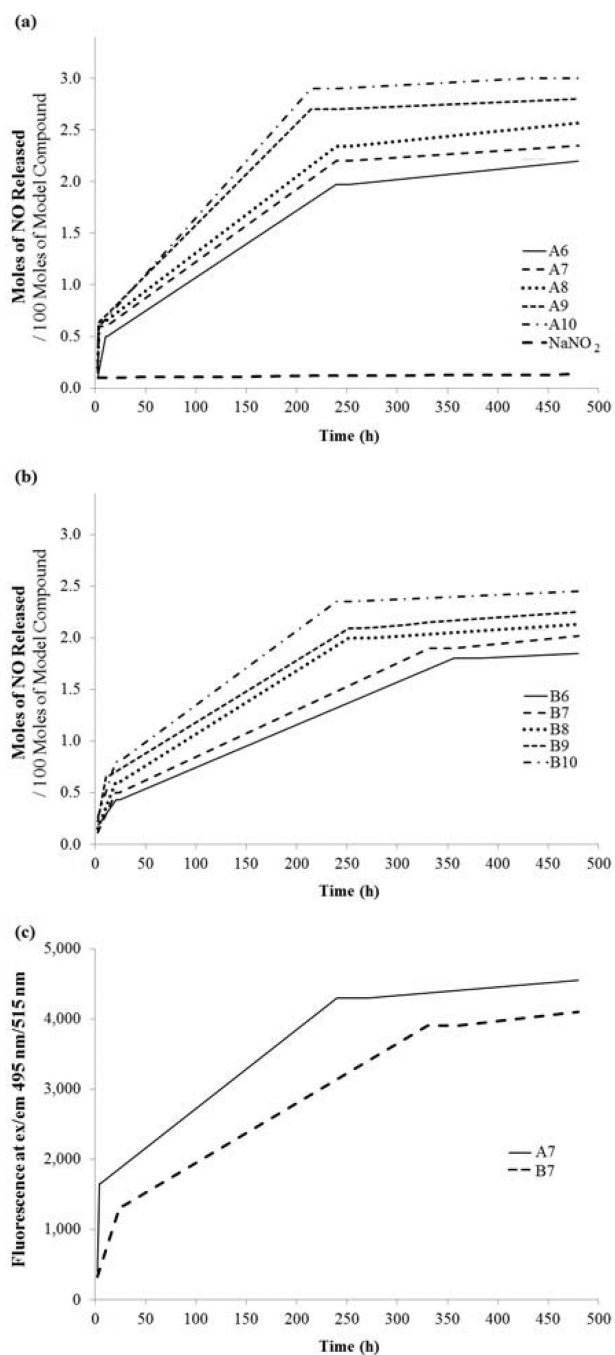 (a)
Moles of NO Released
/ 100 Moles of Model Compound
3.0
2.5
2.0
1.5
1.0
0.5
0.0
A6
A7
A8
A9
A10
NaNO2
0 50 100 150 200 250 300 350 400 450 500
Time (h)
(b)
Moles of NO Released
/ 100 Moles of Model Compound
3.0
2.5
2.0
1.5
1.0
0.5
0.0
B6
B7
B8
B9
B10
0 50 100 150 200 250 300 350 400 450 500
Time (h)
(c)
Fluorescence at ex/em 495 nm/515 nm
5,000
4,000
3,000
2,000
1,000
0
A7
B7
0 50 100 150 200 250 300 350 400 450 500
Time (h)